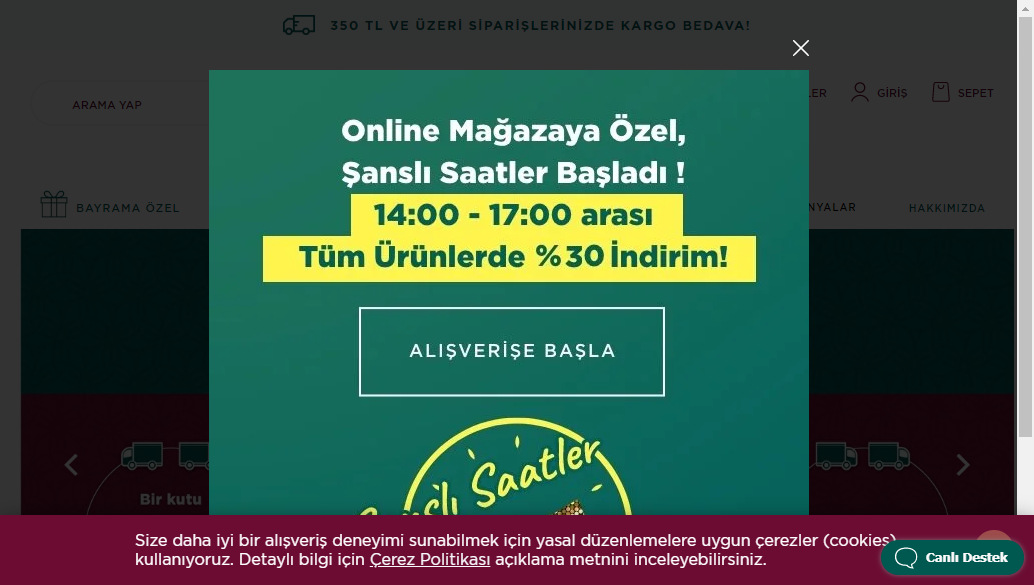 350 TL VE ÜZERİ SİPARİŞLERİNİZDE KARGO BEDAVA!
ARAMA YAP
LER
GİRİŞ
SEPET
Online Mağazaya Özel,
Şanslı Saatler Başladı !
14:00 - 17:00 arası
Tüm Ürünlerde %30 İndirim!
BAYRAMA ÖZEL
NYALAR
HAKKIMIZDA
ALIŞVERİŞE BAŞLA
Şanslı Saatler
Bir kutu
Size daha iyi bir alışveriş deneyimi sunabilmek için yasal düzenlemelere uygun çerezler (cookies)
kullanıyoruz. Detaylı bilgi için Çerez Politikası açıklama metnini inceleyebilirsiniz.
Canlı Destek